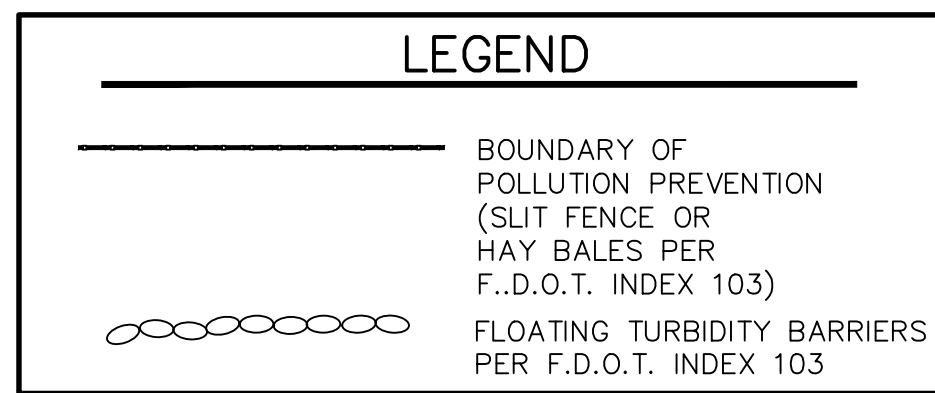 LEGEND
BOUNDARY OF
POLLUTION PREVENTION
(SLIT FENCE OR
HAY BALES PER
F..D.O.T. INDEX 103)
FLOATING TURBIDITY BARRIERS
PER F.D.O.T. INDEX 103